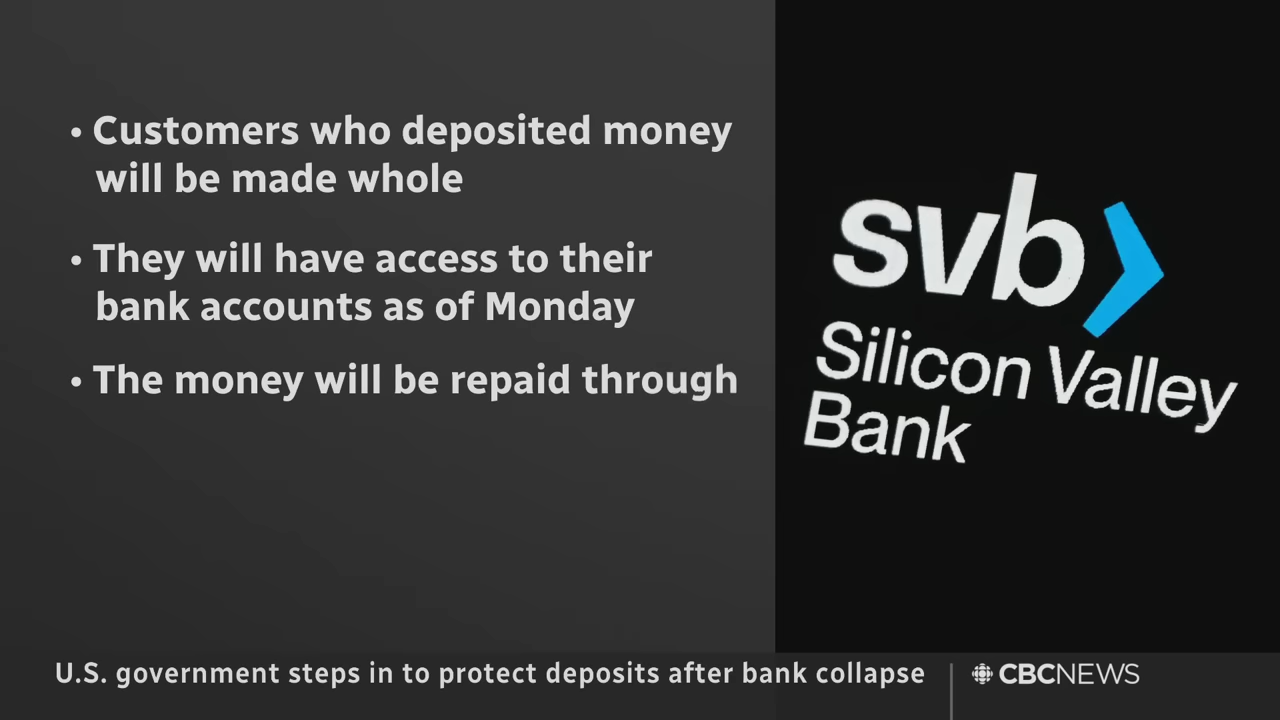 • Customers who deposited money
will be made whole
• They will have access to their
bank accounts as of Monday
• The money will be repaid through
svb
Silicon Valley
Bank
U.S. government steps in to protect deposits after bank collapse
CBCNEWS